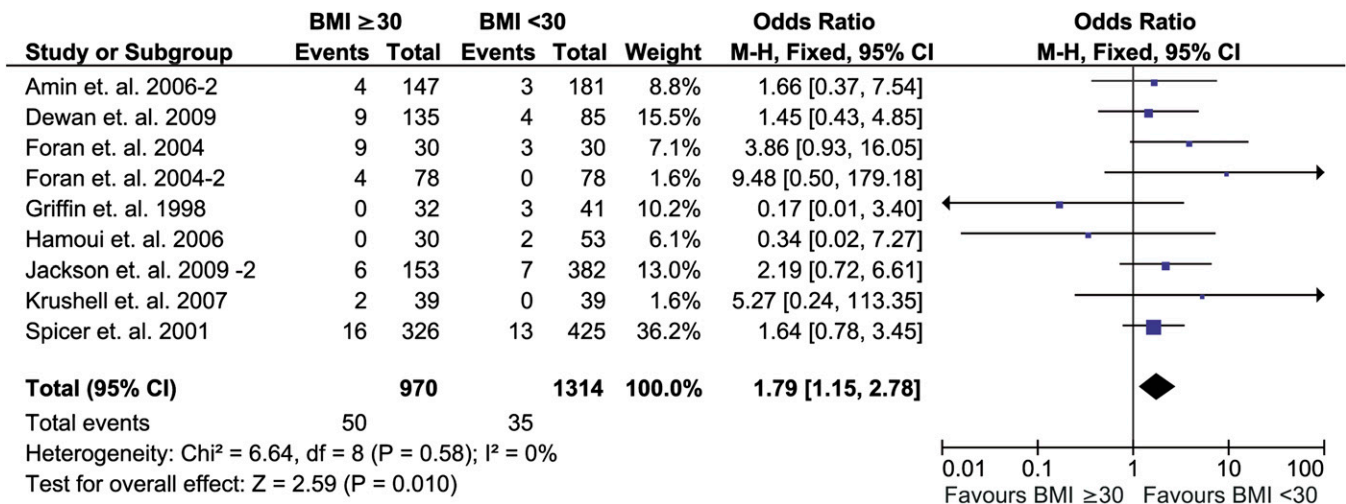 BMI ≥30 BMI <30 Odds Ratio Odds Ratio
Study or Subgroup Events Total Events Total Weight M-H, Fixed, 95% CI M-H, Fixed, 95% CI
Amin et. al. 2006-2 4 147 3 181 8.8% 1.66 [0.37, 7.54]
Dewan et. al. 2009 9 135 4 85 15.5% 1.45 [0.43, 4.85]
Foran et. al. 2004 9 30 3 30 7.1% 3.86 [0.93, 16.05]
Foran et. al. 2004-2 4 78 0 78 1.6% 9.48 [0.50, 179.18]
Griffin et. al. 1998 0 32 3 41 10.2% 0.17 [0.01, 3.40]
Hamoui et. al. 2006 0 30 2 53 6.1% 0.34 [0.02, 7.27]
Jackson et. al. 2009 -2 6 153 7 382 13.0% 2.19 [0.72, 6.61]
Krushell et. al. 2007 2 39 0 39 1.6% 5.27 [0.24, 113.35]
Spicer et. al. 2001 16 326 13 425 36.2% 1.64 [0.78, 3.45]
Total (95% CI) 970 1314 100.0% 1.79 [1.15, 2.78]
Total events 50 35
Heterogeneity: Chi² = 6.64, df = 8 (P = 0.58); I² = 0%
Test for overall effect: Z = 2.59 (P = 0.010)
0.01 0.1 1 10 100
Favours BMI ≥30 Favours BMI <30